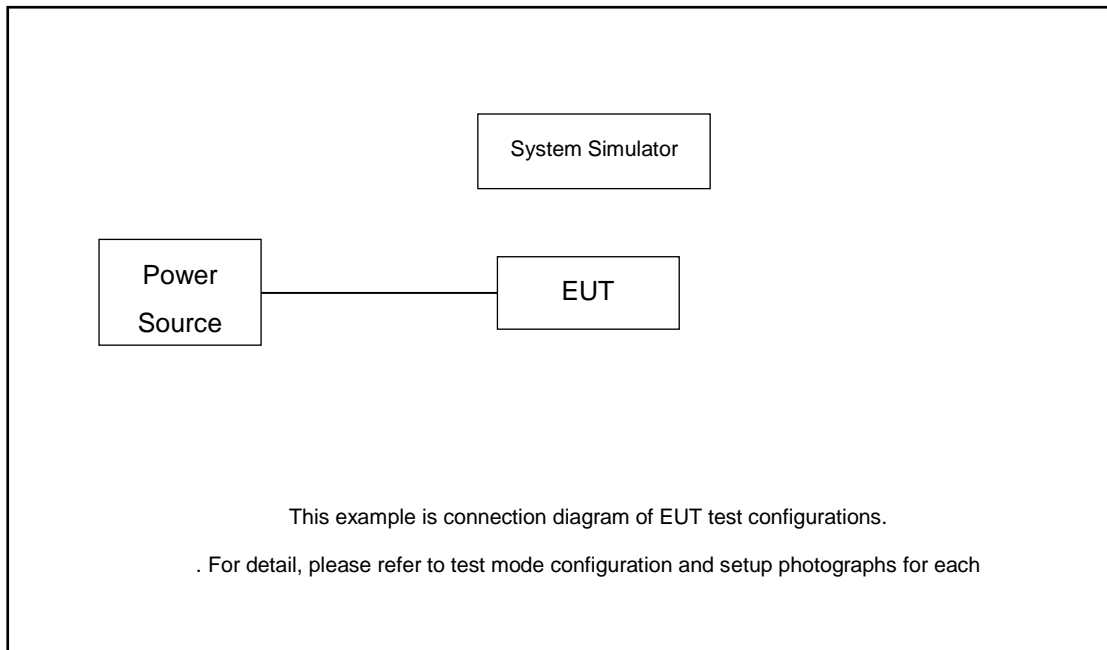 System Simulator
Power
Source
EUT
This example is connection diagram of EUT test configurations.
. For detail, please refer to test mode configuration and setup photographs for each